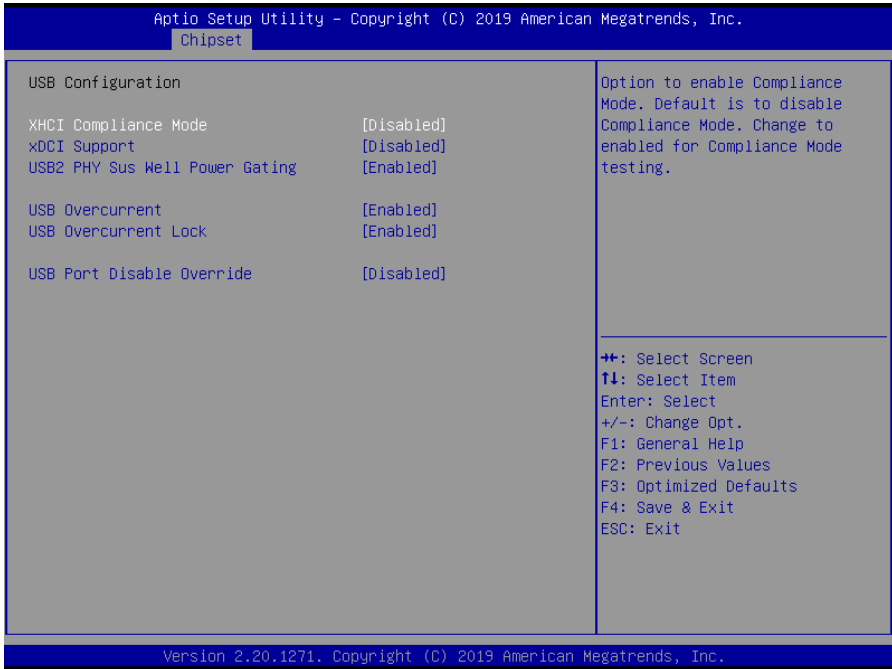 Aptio Setup Utility – Copyright (C) 2019 American Megatrends, Inc.
Chipset
USB Configuration
XHCI Compliance Mode [Disabled]
xDCI Support [Disabled]
USB2 PHY Sus Well Power Gating [Enabled]
USB Overcurrent [Enabled]
USB Overcurrent Lock [Enabled]
USB Port Disable Override [Disabled]
Option to enable Compliance
Mode. Default is to disable
Compliance Mode. Change to
enabled for Compliance Mode
testing.
→←: Select Screen
↑↓: Select Item
Enter: Select
+/-: Change Opt.
F1: General Help
F2: Previous Values
F3: Optimized Defaults
F4: Save & Exit
ESC: Exit
Version 2.20.1271. Copyright (C) 2019 American Megatrends, Inc.